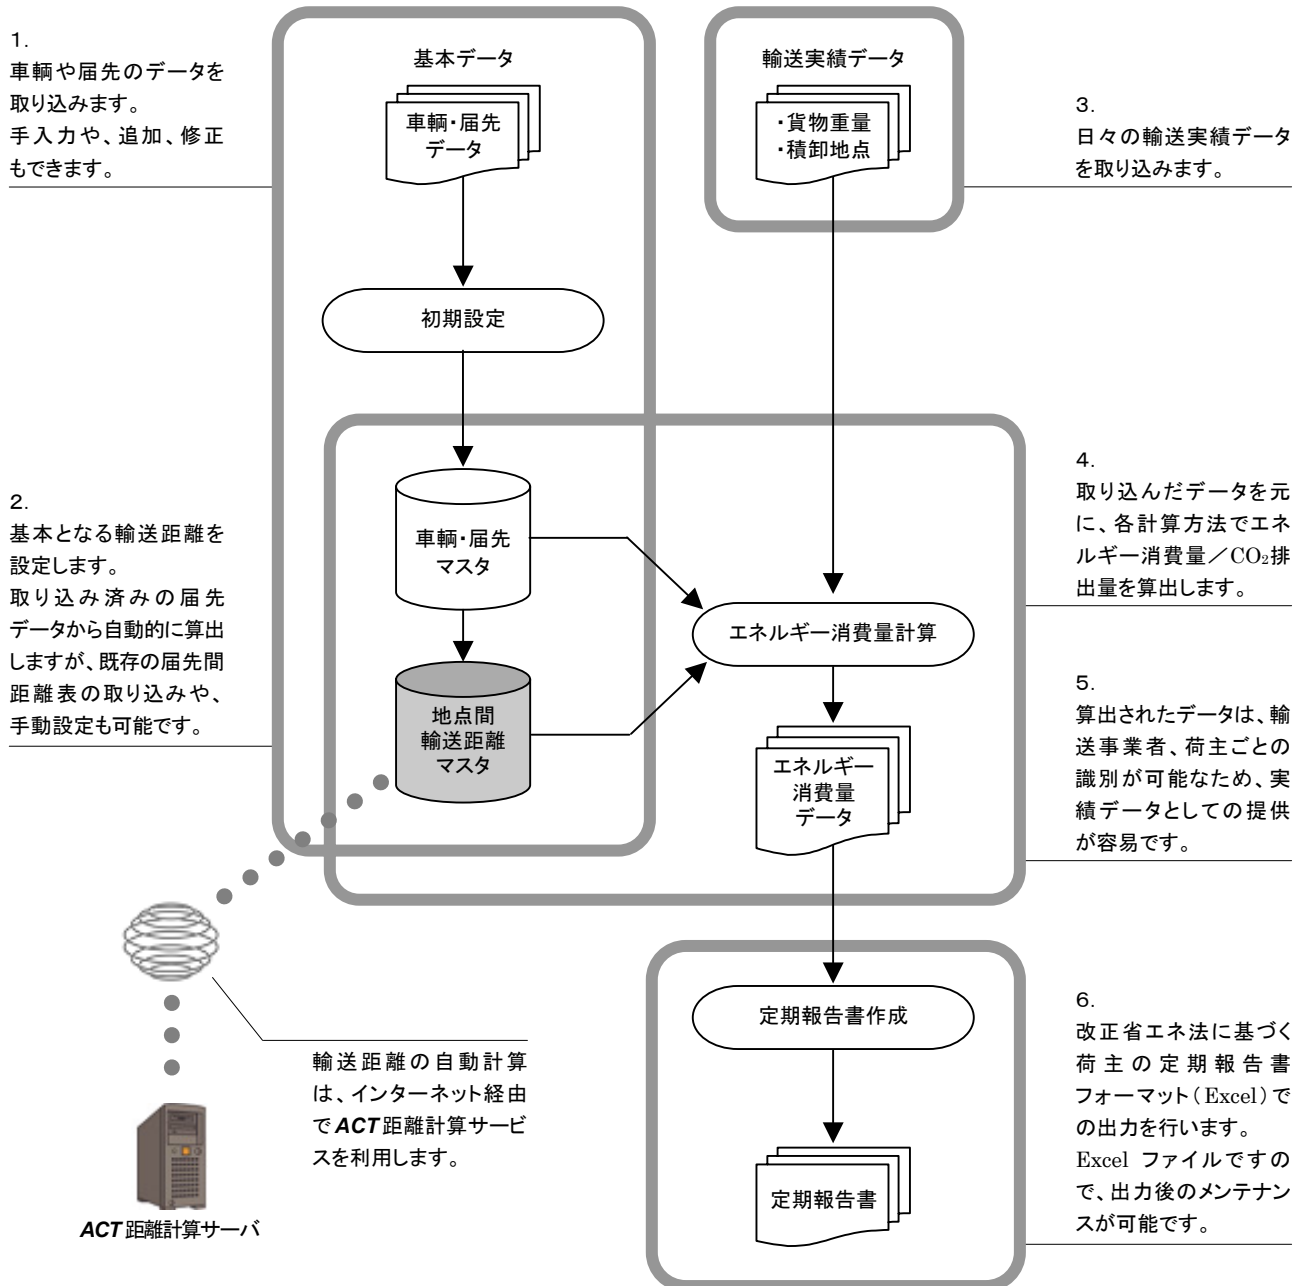 1.
車輌や届先のデータを
取り込みます。
手入力や、追加、修正
もできます。
基本データ
車輌・届先
データ
輸送実績データ
・貨物重量
・積卸地点
3.
日々の輸送実績データ
を取り込みます。
初期設定
2.
基本となる輸送距離を
設定します。
取り込み済みの届先
データから自動的に算出
しますが、既存の届先間
距離表の取り込みや、
手動設定も可能です。
車輌・届先
マスタ
地点間
輸送距離
マスタ
4.
取り込んだデータを元
に、各計算方法でエネ
ルギー消費量／CO₂排
出量を算出します。
エネルギー消費量計算
エネルギー
消費量
データ
5.
算出されたデータは、輸
送事業者、荷主ごとの
識別が可能なため、実
績データとしての提供
が容易です。
定期報告書作成
定期報告書
6.
改正省エネ法に基づく
荷主の定期報告書
フォーマット（Excel）で
の出力を行います。
Excel ファイルですの
で、出力後のメンテナン
スが可能です。
輸送距離の自動計算
は、インターネット経由
でACT距離計算サービ
スを利用します。
ACT距離計算サーバ